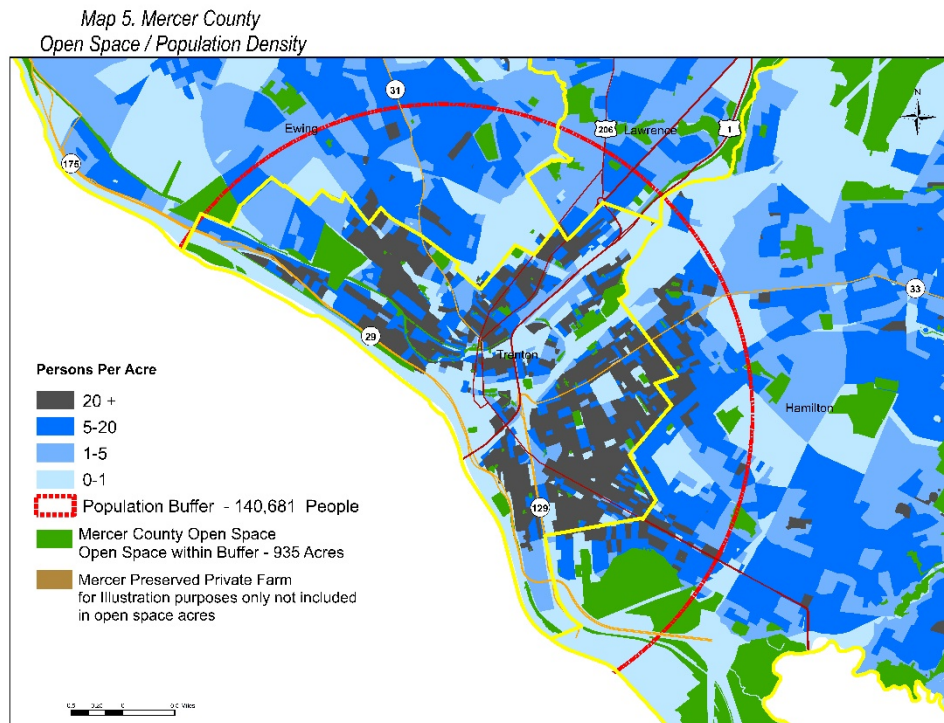 Map 5. Mercer County
Open Space / Population Density
31
Ewing
206
Lawrence
1
N
175
33
29
Trenton
Hamilton
129
Persons Per Acre
20 +
5-20
1-5
0-1
Population Buffer - 140,681 People
Mercer County Open Space
Open Space within Buffer - 935 Acres
Mercer Preserved Private Farm
for Illustration purposes only not included
in open space acres
0
Miles